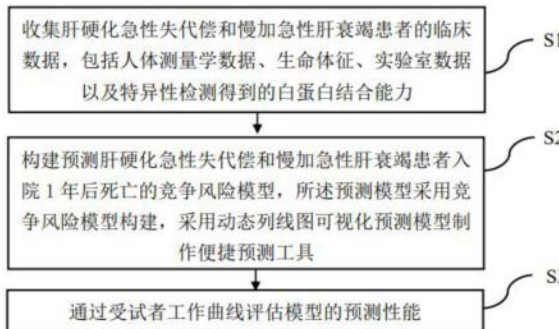 收集肝硬化急性失代偿和慢加急性肝衰竭患者的临床
数据，包括人体测量学数据、生命体征、实验室数据
以及特异性检测得到的白蛋白结合能力
S1
构建预测肝硬化急性失代偿和慢加急性肝衰竭患者入
院 1 年后死亡的竞争风险模型，所述预测模型采用竞
争风险模型构建，采用动态列线图可视化预测模型制
作便捷预测工具
S2
通过受试者工作曲线评估模型的预测性能